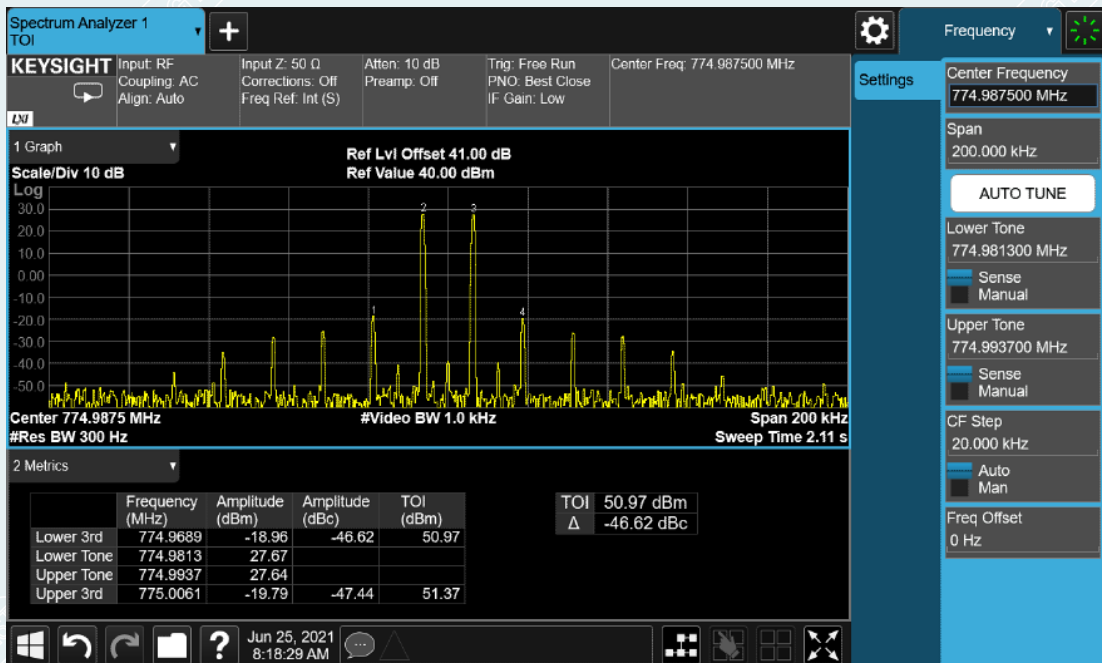 Spectrum Analyzer 1
TOI
+
Frequency
KEYSIGHT
LXI
Input: RF
Coupling: AC
Align: Auto
Input Z: 50 Ω
Corrections: Off
Freq Ref: Int (S)
Atten: 10 dB
Preamp: Off
Trig: Free Run
PNO: Best Close
IF Gain: Low
Center Freq: 774.987500 MHz
Settings
1 Graph
Scale/Div 10 dB
Ref Lvl Offset 41.00 dB
Ref Value 40.00 dBm
Log
30.0
20.0
10.0
0.00
-10.0
-20.0
-30.0
-40.0
-50.0
1
2
3
4
Center 774.9875 MHz
#Video BW 1.0 kHz
Span 200 kHz
#Res BW 300 Hz
Sweep Time 2.11 s
2 Metrics
Frequency (MHz) Amplitude (dBm) Amplitude (dBc) TOI (dBm)
Lower 3rd 774.9689 -18.96 -46.62 50.97
Lower Tone 774.9813 27.67
Upper Tone 774.9937 27.64
Upper 3rd 775.0061 -19.79 -47.44 51.37
TOI 50.97 dBm
Δ -46.62 dBc
Center Frequency
774.987500 MHz
Span
200.000 kHz
AUTO TUNE
Lower Tone
774.981300 MHz
Sense
Manual
Upper Tone
774.993700 MHz
Sense
Manual
CF Step
20.000 kHz
Auto
Man
Freq Offset
0 Hz
?
Jun 25, 2021
8:18:29 AM